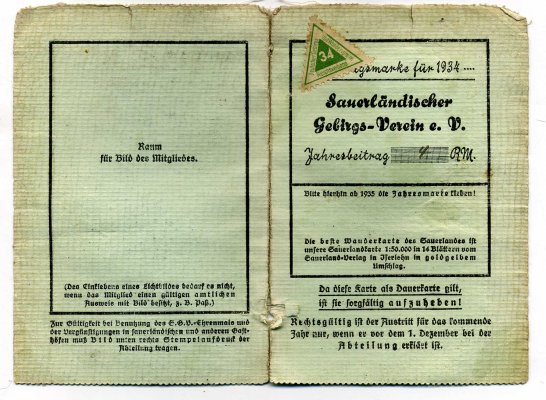 Raum
für Bild des Mitgliedes.
(Des Einklebens eines Lichtbildes bedarf es nicht,
wenn das Mitglied einen gültigen amtlichen
Ausweis mit Bild besitzt, z. B. Paß.)
Zur Gültigkeit bei Benutzung des S.G.V.-Ehrenmals und
der Vergünstigungen in sauerländischen und anderen Gast-
höfen muß Bild unten rechts Stempelaufdruck der
Abteilung tragen.
34
für 1934
Sauerländischer
Gebirgs-Verein e. V.
Jahresbeitrag 4, RM.
Bitte hierhin ab 1935 die Jahresmarke kleben!
Die beste Wanderkarte des Sauerlandes ist
unsere Sauerlandkarte 1:50.000 in 14 Blättern vom
Sauerland-Verlag in Iserlohn in goldgelbem
Umschlag.
Da diese Karte als Dauerkarte gilt,
ist sie sorgfältig aufzuheben!
Rechtsgültig ist der Austritt für das kommende
Jahr nur, wenn er vor dem 1. Dezember bei der
Abteilung erklärt ist.